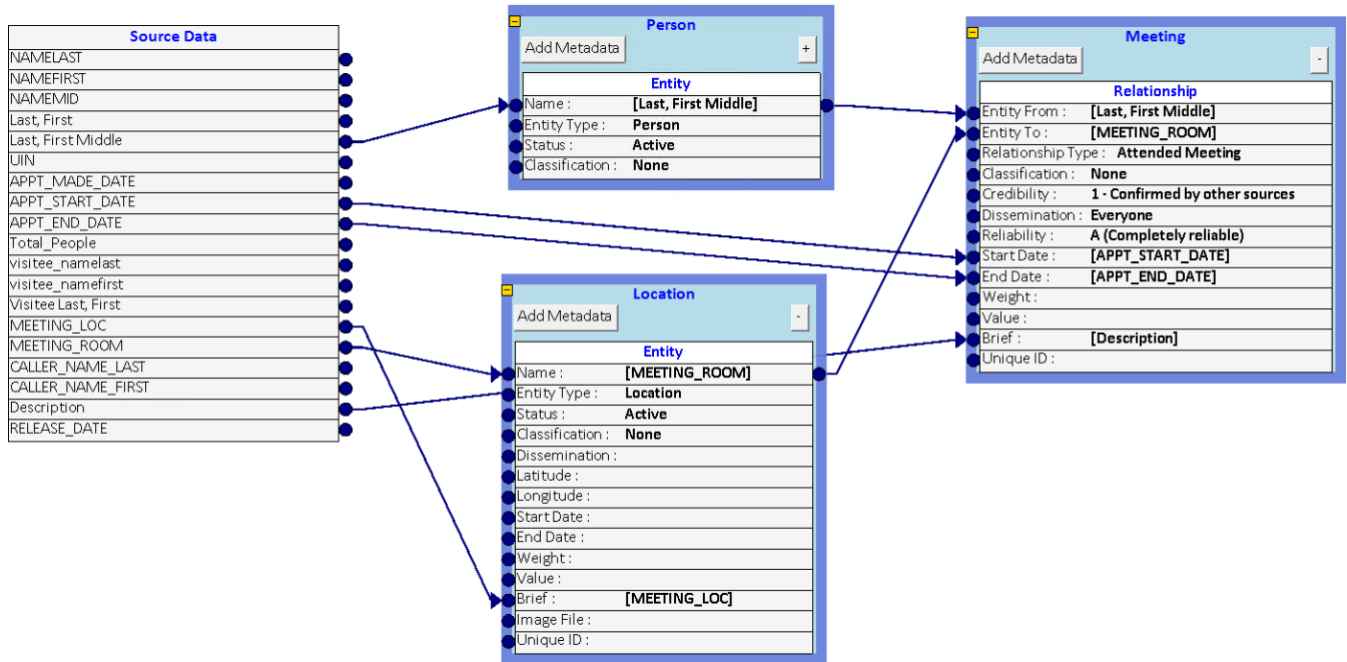 Source Data
NAMELAST
NAMEFIRST
NAMEMID
Last, First
Last, First Middle
UIN
APPT_MADE_DATE
APPT_START_DATE
APPT_END_DATE
Total_People
visitee_namelast
visitee_namefirst
Visitee Last, First
MEETING_LOC
MEETING_ROOM
CALLER_NAME_LAST
CALLER_NAME_FIRST
Description
RELEASE_DATE
Person
Add Metadata +
Entity
Name : [Last, First Middle]
Entity Type : Person
Status : Active
Classification : None
Location
Add Metadata -
Entity
Name : [MEETING_ROOM]
Entity Type : Location
Status : Active
Classification : None
Dissemination :
Latitude :
Longitude :
Start Date :
End Date :
Weight :
Value :
Brief : [MEETING_LOC]
Image File :
Unique ID :
Meeting
Add Metadata -
Relationship
Entity From : [Last, First Middle]
Entity To : [MEETING_ROOM]
Relationship Type : Attended Meeting
Classification : None
Credibility : 1 - Confirmed by other sources
Dissemination : Everyone
Reliability : A (Completely reliable)
Start Date : [APPT_START_DATE]
End Date : [APPT_END_DATE]
Weight :
Value :
Brief : [Description]
Unique ID :